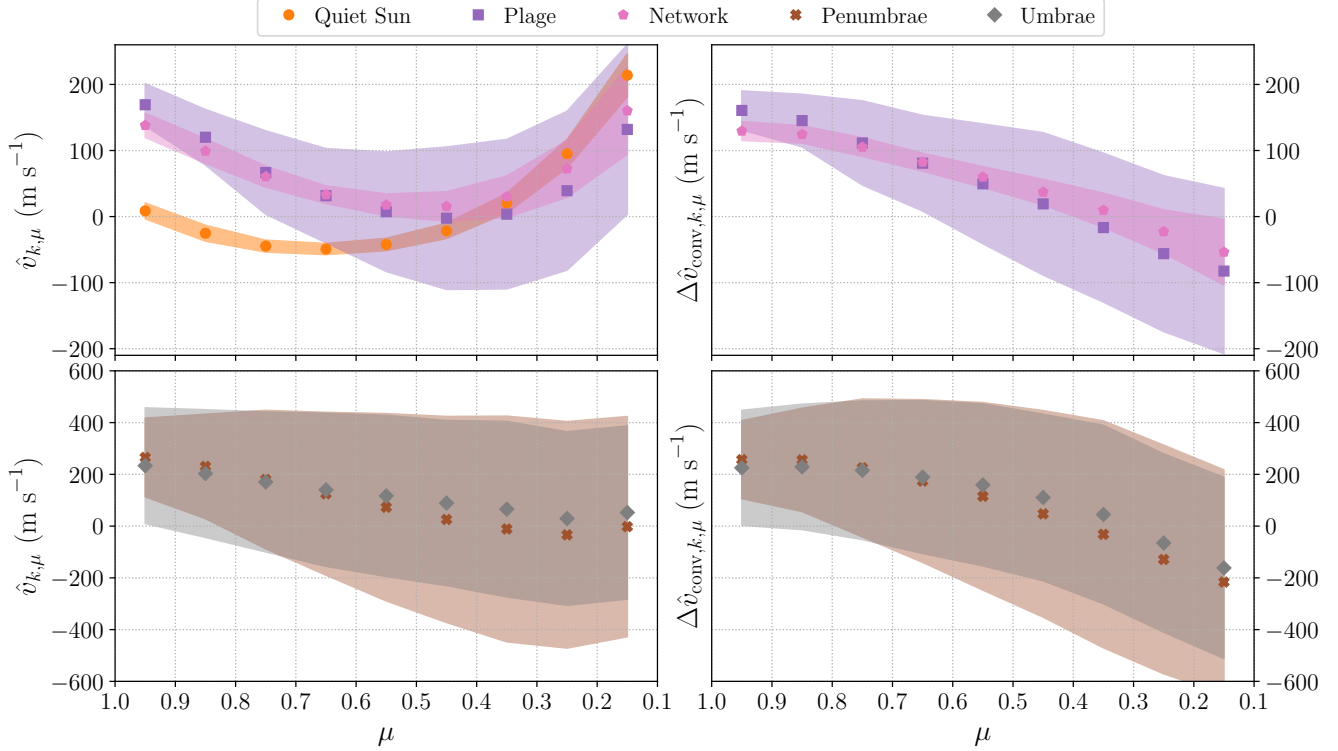 Quiet Sun Plage Network Penumbrae Umbrae
200
100
0
−100
−200
v̂ₖ,μ (m s⁻¹)
200
100
0
−100
−200
Δv̂conv,k,μ (m s⁻¹)
600
400
200
0
−200
−400
−600
v̂ₖ,μ (m s⁻¹)
1.0 0.9 0.8 0.7 0.6 0.5 0.4 0.3 0.2 0.1
μ
600
400
200
0
−200
−400
−600
Δv̂conv,k,μ (m s⁻¹)
1.0 0.9 0.8 0.7 0.6 0.5 0.4 0.3 0.2 0.1
μ